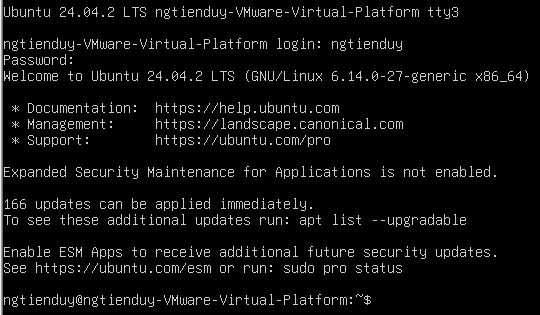 Ubuntu 24.04.2 LTS ngtienduy-VMware-Virtual-Platform tty3
ngtienduy-VMware-Virtual-Platform login: ngtienduy
Password:
Welcome to Ubuntu 24.04.2 LTS (GNU/Linux 6.14.0-27-generic x86_64)
* Documentation:  https://help.ubuntu.com
* Management:     https://landscape.canonical.com
* Support:        https://ubuntu.com/pro
Expanded Security Maintenance for Applications is not enabled.
166 updates can be applied immediately.
To see these additional updates run: apt list --upgradable
Enable ESM Apps to receive additional future security updates.
See https://ubuntu.com/esm or run: sudo pro status
ngtienduy@ngtienduy-VMware-Virtual-Platform:~$